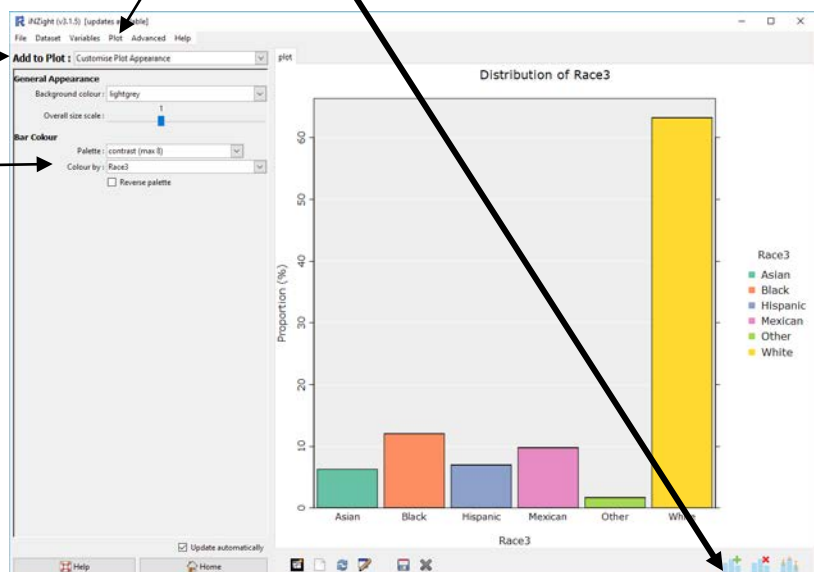 iNZight (v3.1.5) [updates available]
File Dataset Variables Plot Advanced Help
Add to Plot : Customise Plot Appearance
General Appearance
Background colour : lightgrey
1
Overall size scale :
Bar Colour
Palette : contrast (max 8)
Colour by : Race3
Reverse palette
Update automatically
Help Home
plot
Distribution of Race3
Proportion (%)
60
50
40
30
20
10
0
Asian Black Hispanic Mexican Other White
Race3
Race3
Asian
Black
Hispanic
Mexican
Other
White